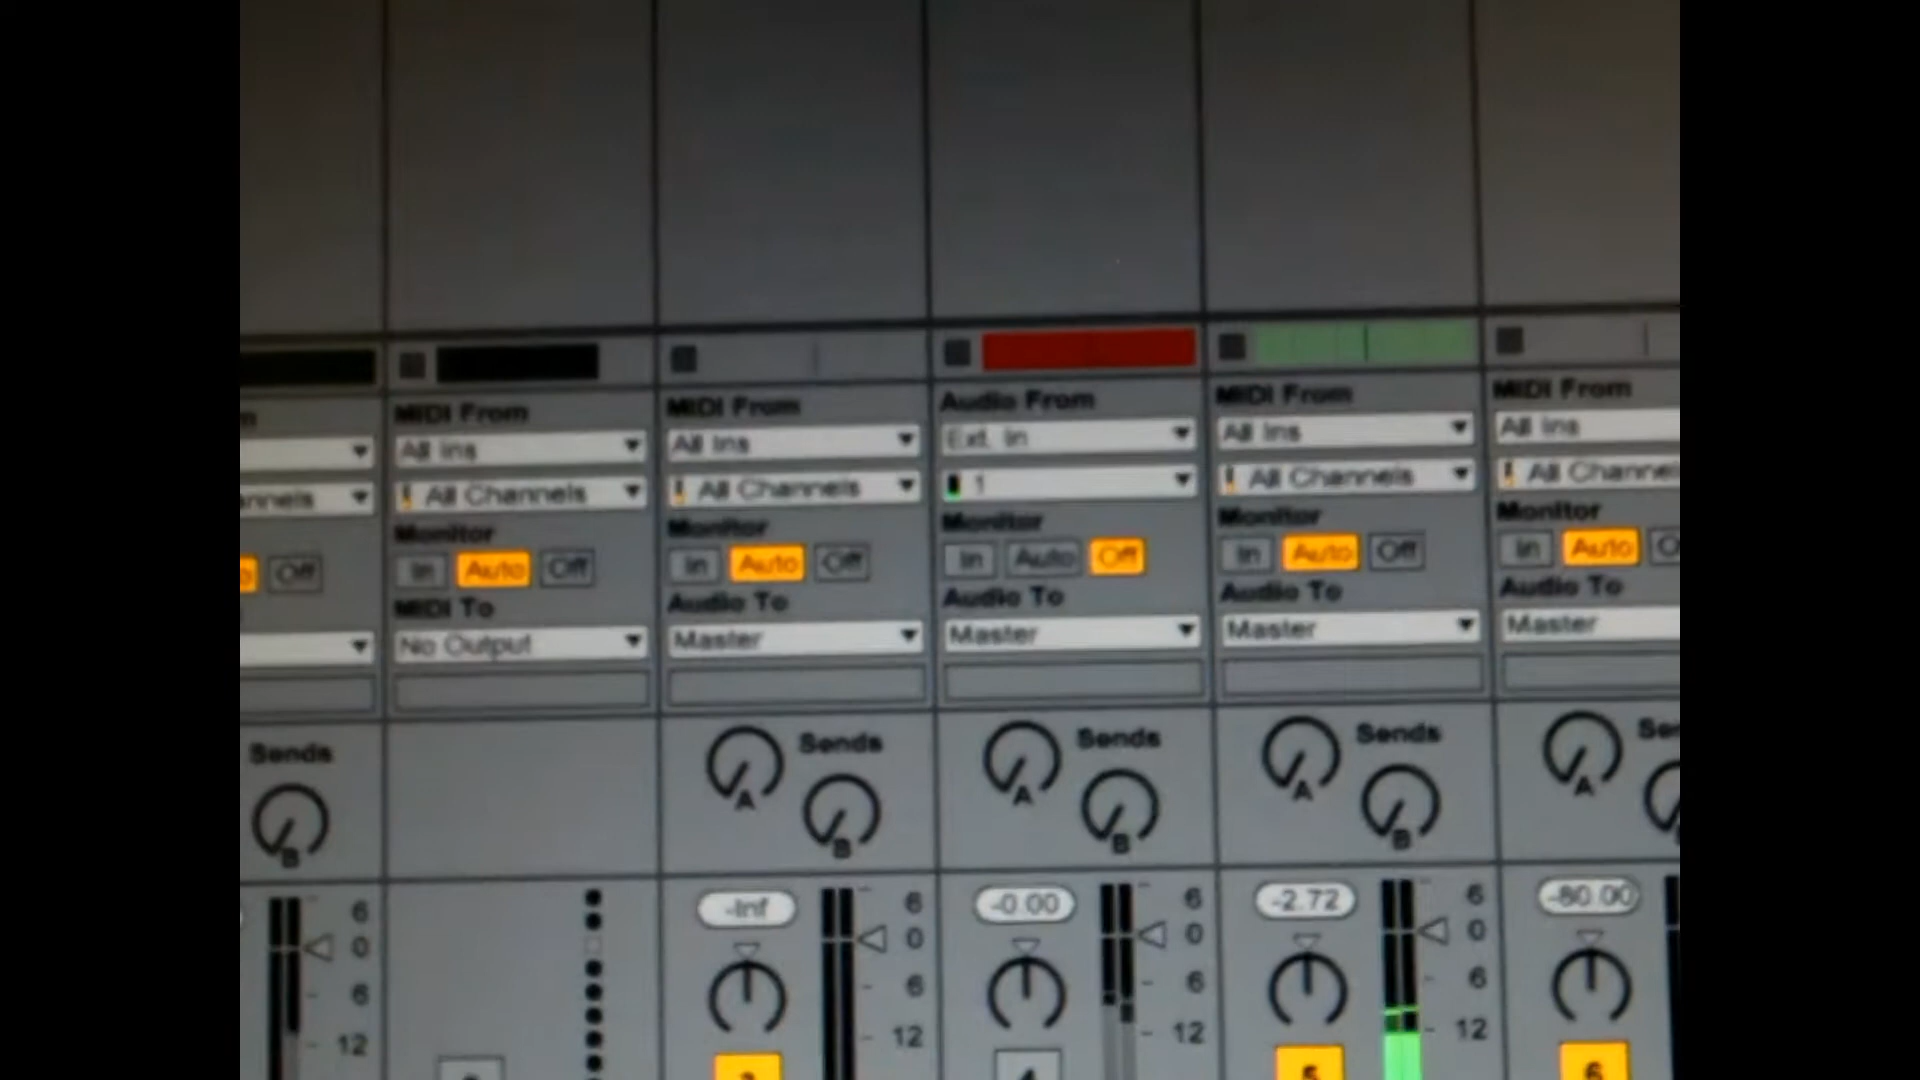 MIDI From MIDI From Audio From MIDI From MIDI From
All Ins All Ins Ext. In All Ins All Ins
All Channels All Channels 1 All Channels
Monitor Monitor Monitor Monitor Monitor
Off In Auto Off In Auto Off In Auto Off In Auto Off In Auto
MIDI To Audio To Audio To Audio To Audio To
No Output Master Master Master Master
Sends Sends Sends Sends
A A A A
B B B B
-Inf -0.00 -2.72 -80.00
6 6 6 6
0 0 0 0
6 6 6
12 12 12
5 6